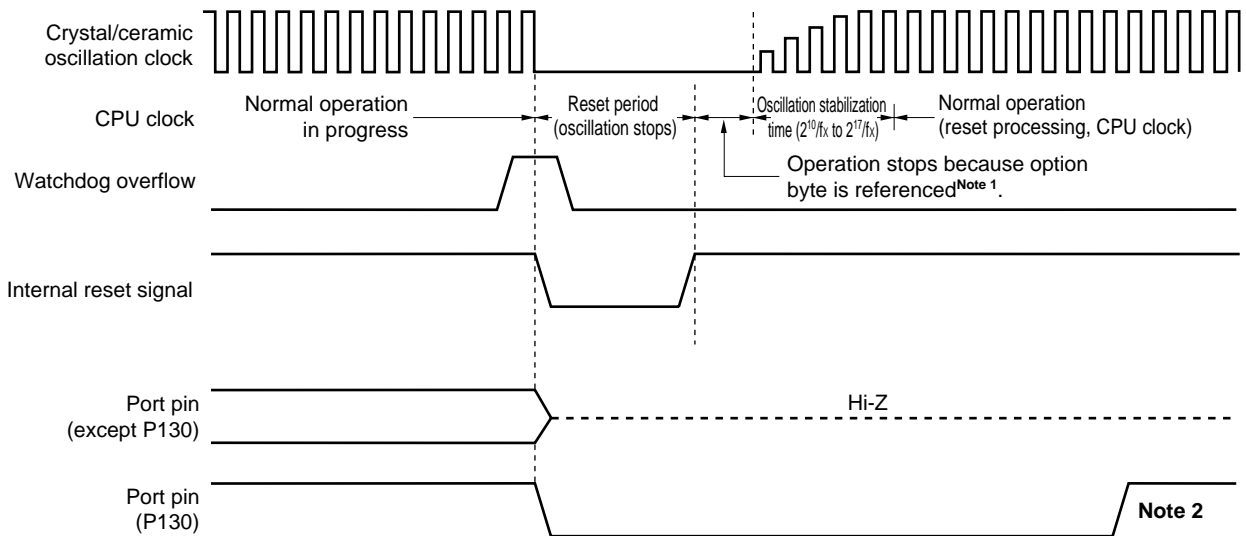 Crystal/ceramic
oscillation clock
CPU clock
Normal operation
in progress
Reset period
(oscillation stops)
Oscillation stabilization
time (2¹⁰/fx to 2¹⁷/fx)
Normal operation
(reset processing, CPU clock)
Operation stops because option
byte is referencedNote 1.
Watchdog overflow
Internal reset signal
Port pin
(except P130)
Hi-Z
Port pin
(P130)
Note 2